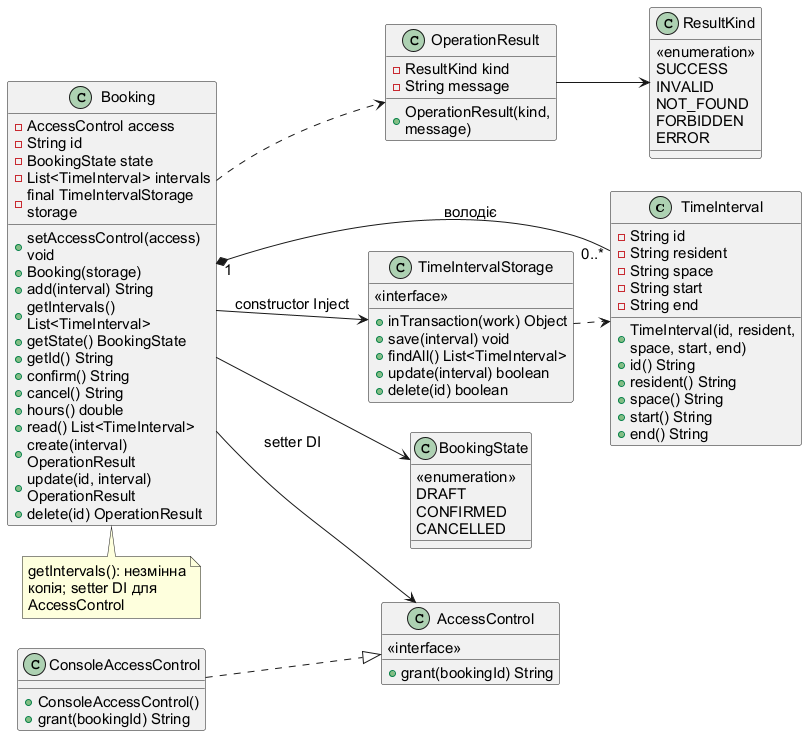 C Booking
AccessControl access
String id
BookingState state
List<TimeInterval> intervals
final TimeIntervalStorage
storage
setAccessControl(access)
void
Booking(storage)
add(interval) String
getIntervals()
List<TimeInterval>
getState() BookingState
getId() String
confirm() String
cancel() String
hours() double
read() List<TimeInterval>
create(interval)
OperationResult
update(id, interval)
OperationResult
delete(id) OperationResult
getIntervals(): незмінна
копія; setter DI для
AccessControl
C ConsoleAccessControl
ConsoleAccessControl()
grant(bookingId) String
C OperationResult
ResultKind kind
String message
OperationResult(kind,
message)
C ResultKind
«enumeration»
SUCCESS
INVALID
NOT_FOUND
FORBIDDEN
ERROR
володіє
1
0..*
constructor Inject
setter DI
C TimeIntervalStorage
«interface»
inTransaction(work) Object
save(interval) void
findAll() List<TimeInterval>
update(interval) boolean
delete(id) boolean
C TimeInterval
String id
String resident
String space
String start
String end
TimeInterval(id, resident,
space, start, end)
id() String
resident() String
space() String
start() String
end() String
C BookingState
«enumeration»
DRAFT
CONFIRMED
CANCELLED
C AccessControl
«interface»
grant(bookingId) String